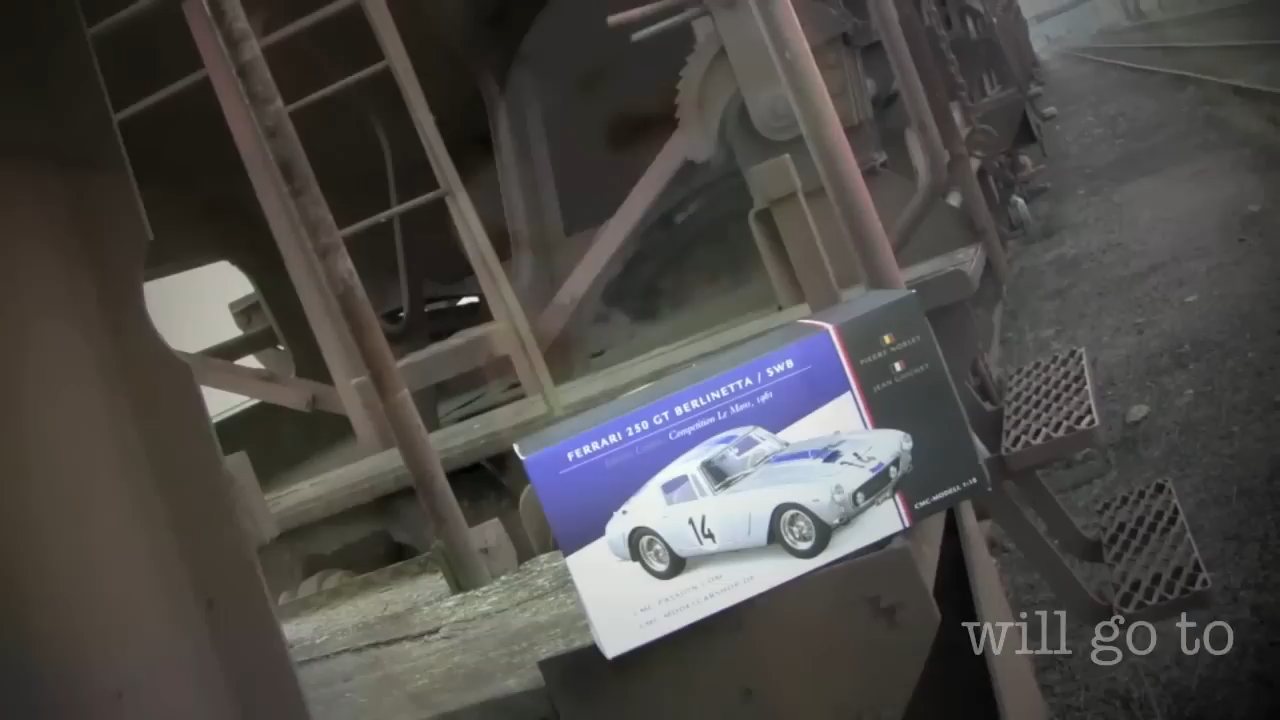 FERRARI 250 GT BERLINETTA / SWB
Competition Le Mans, 1961
14
14
PIERRE NOBLET
JEAN GUICHET
CMC-MODELL 1:18
will go to